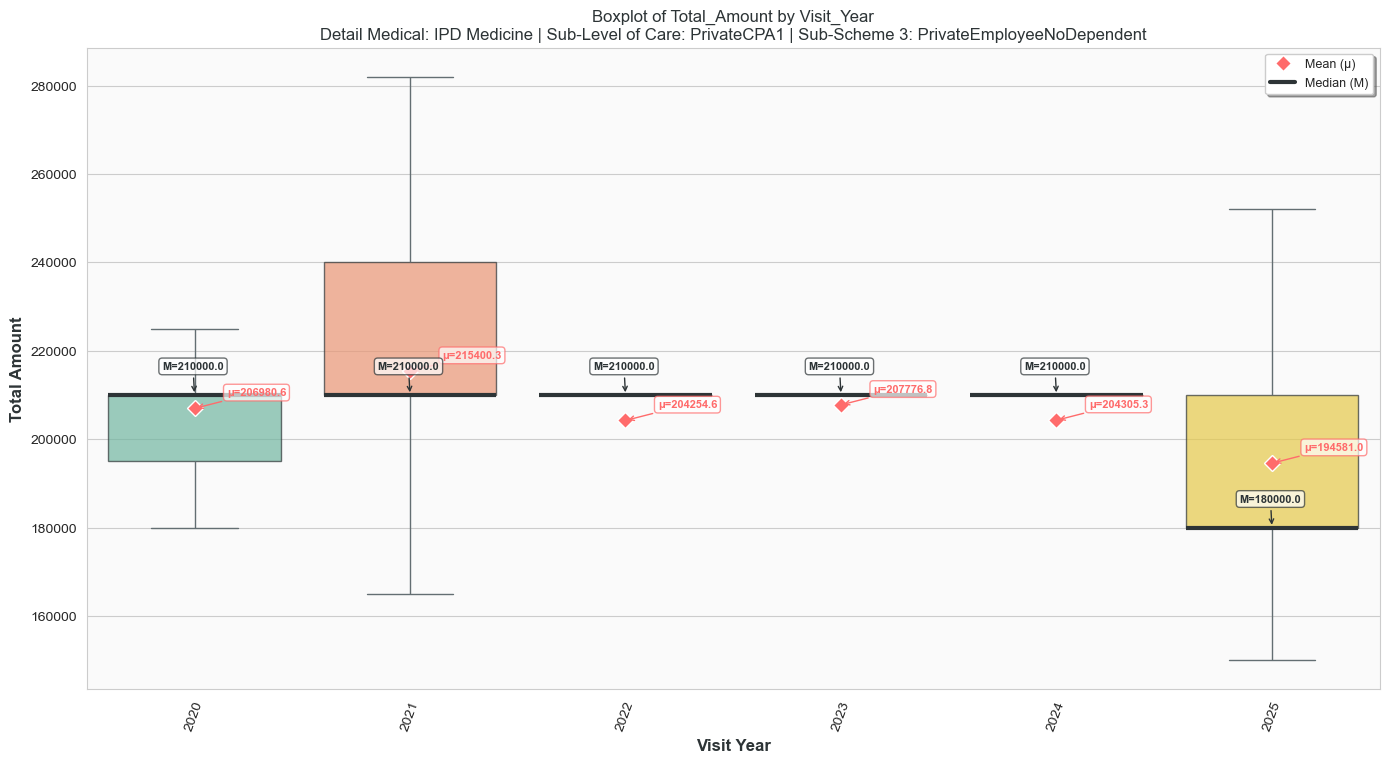 Boxplot of Total_Amount by Visit_Year
Detail Medical: IPD Medicine | Sub-Level of Care: PrivateCPA1 | Sub-Scheme 3: PrivateEmployeeNoDependent
Mean (μ)
Median (M)
Total Amount
280000
260000
240000
220000
200000
180000
160000
M=210000.0
μ=206980.6
M=210000.0
μ=215400.3
M=210000.0
μ=204254.6
M=210000.0
μ=207776.8
M=210000.0
μ=204305.3
M=180000.0
μ=194581.0
2020
2021
2022
2023
2024
2025
Visit Year